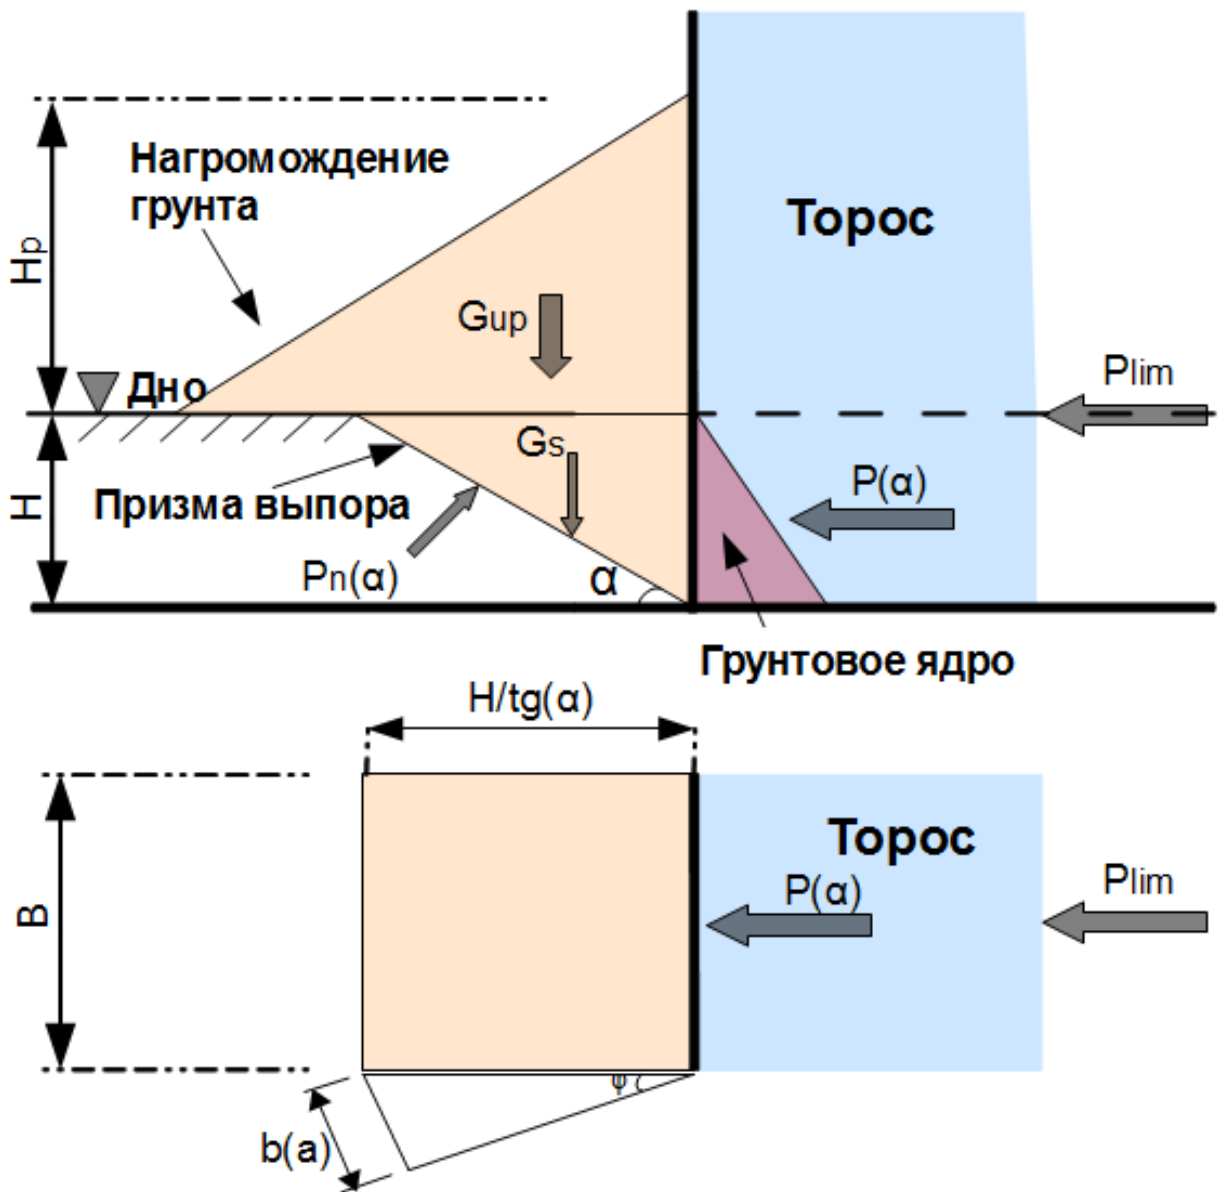 Нагромождение
грунта
Торос
Hp
Gup
Дно
Plim
Gs
P(α)
H
Призма выпора
Pn(α)
α
Грунтовое ядро
H/tg(α)
Торос
P(α)
Plim
B
φ
b(a)